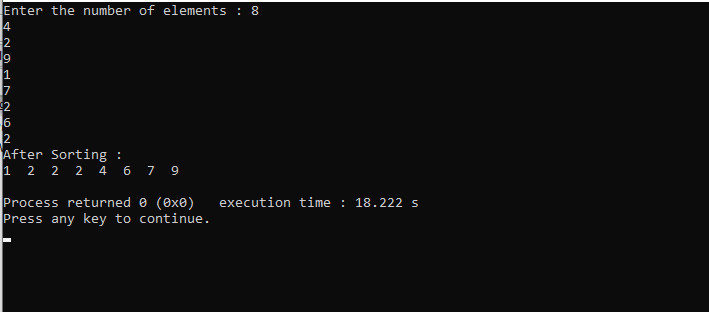 Enter the number of elements : 8
4
2
9
1
7
2
6
2
After Sorting :
1  2  2  2  4  6  7  9
Process returned 0 (0x0)   execution time : 18.222 s
Press any key to continue.